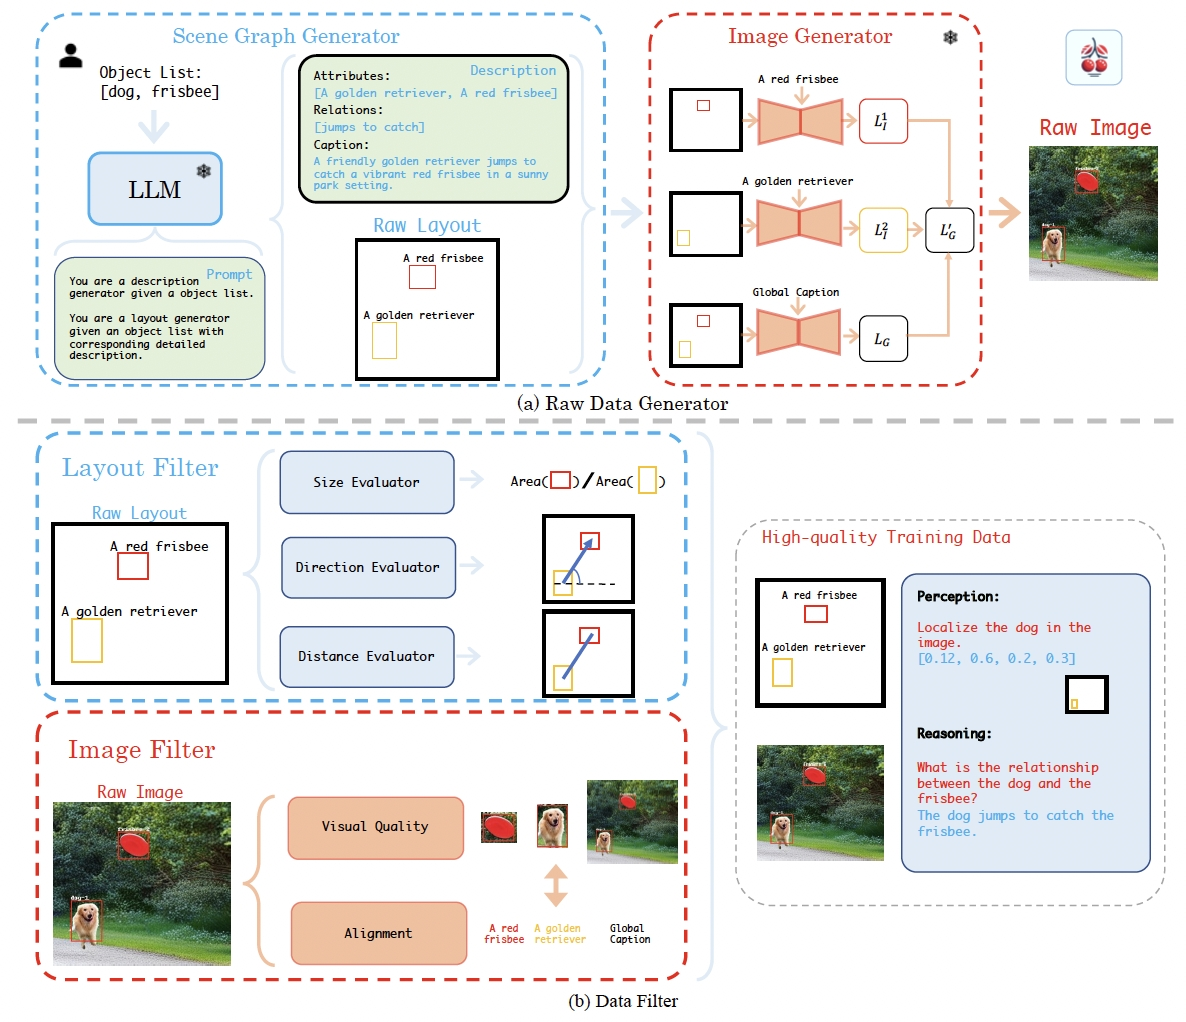 Scene Graph Generator
Object List:
[dog, frisbee]
LLM
Prompt
You are a description
generator given a object list.
You are a layout generator
given an object list with
corresponding detailed
description.
Description
Attributes:
[A golden retriever, A red frisbee]
Relations:
[jumps to catch]
Caption:
A friendly golden retriever jumps to
catch a vibrant red frisbee in a sunny
park setting.
Raw Layout
A red frisbee
A golden retriever
Image Generator
A red frisbee
L_I^1
A golden retriever
L_I^2
L_G'
Global Caption
L_G
Raw Image
dog-1
(a) Raw Data Generator
Layout Filter
Raw Layout
A red frisbee
A golden retriever
Size Evaluator
Area( )/Area( )
Direction Evaluator
Distance Evaluator
Image Filter
Raw Image
dog-1
Visual Quality
Alignment
A red
frisbee
A golden
retriever
Global
Caption
High-quality Training Data
A red frisbee
A golden retriever
Perception:
Localize the dog in the
image.
[0.12, 0.6, 0.2, 0.3]
Reasoning:
What is the relationship
between the dog and the
frisbee?
The dog jumps to catch the
frisbee.
(b) Data Filter